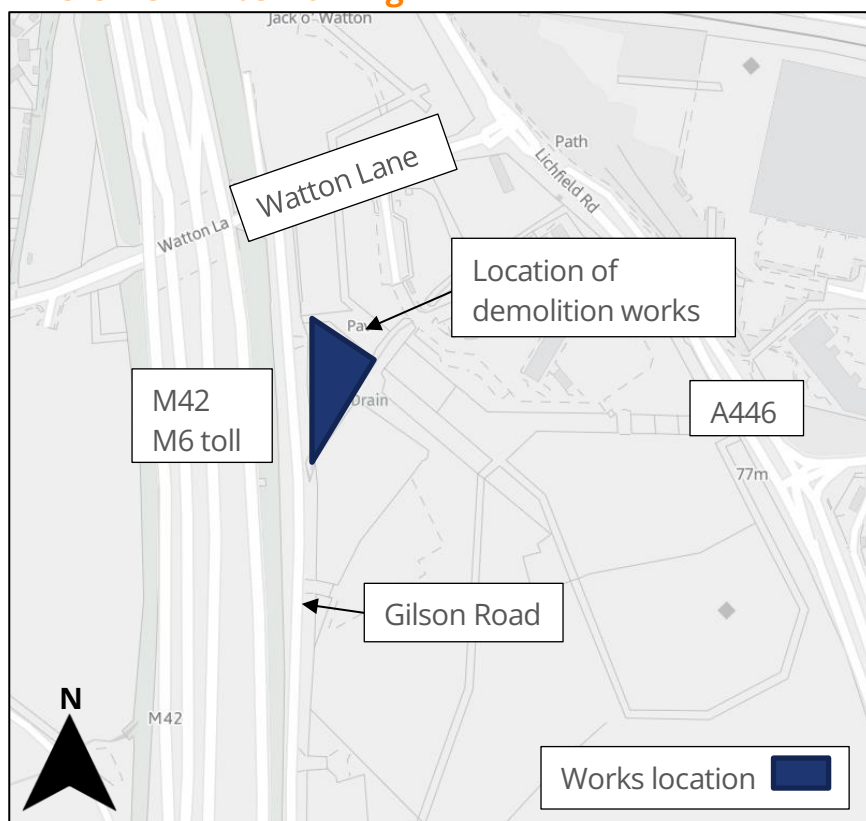 Jack o' Watton
Path
Lichfield Rd
Watton Lane
Watton La
Location of
demolition works
Drain
M42
M6 toll
A446
77m
Gilson Road
N
M42
Works location